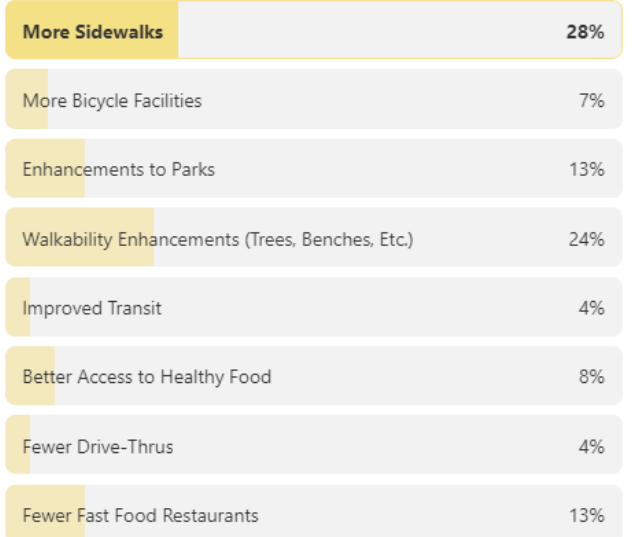 More Sidewalks 28%
More Bicycle Facilities 7%
Enhancements to Parks 13%
Walkability Enhancements (Trees, Benches, Etc.) 24%
Improved Transit 4%
Better Access to Healthy Food 8%
Fewer Drive-Thrus 4%
Fewer Fast Food Restaurants 13%